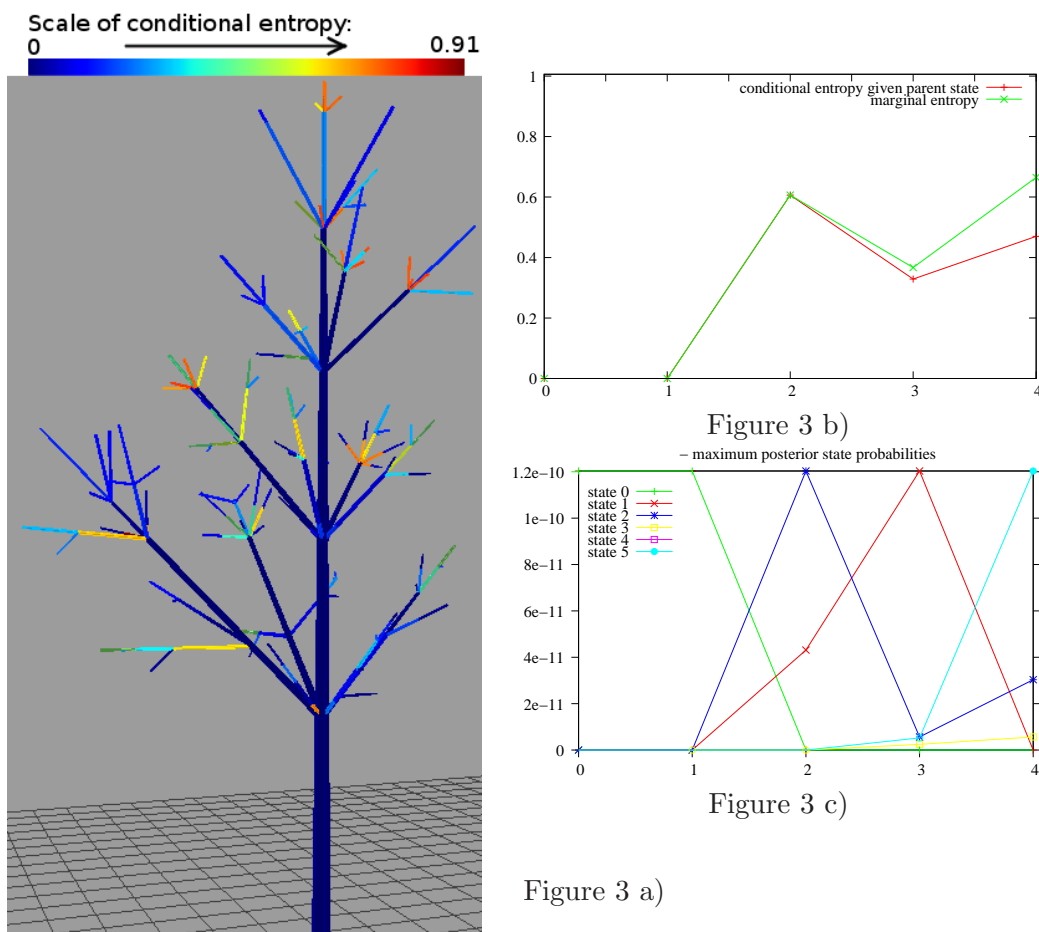 Scale of conditional entropy:
0 0.91
conditional entropy given parent state
marginal entropy
1
0.8
0.6
0.4
0.2
0
0 1 2 3 4
Figure 3 b)
– maximum posterior state probabilities
1.2e−10
1e−10
8e−11
6e−11
4e−11
2e−11
0
state 0
state 1
state 2
state 3
state 4
state 5
0 1 2 3 4
Figure 3 c)
Figure 3 a)